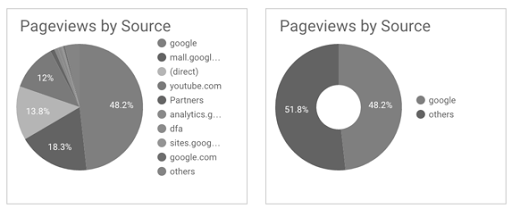 Pageviews by Source
google
mall.googl...
(direct)
youtube.com
Partners
analytics.g...
dfa
sites.goog...
google.com
others
48.2%
18.3%
13.8%
12%
Pageviews by Source
google
others
48.2%
51.8%